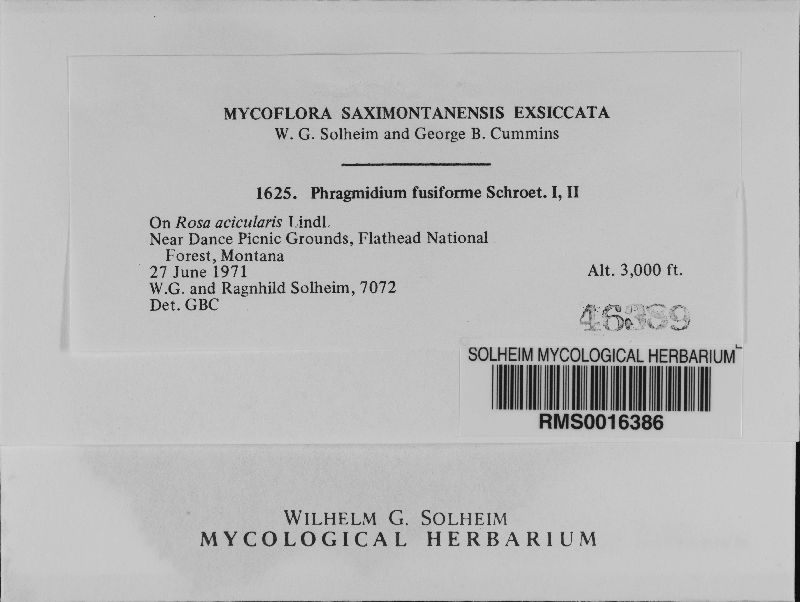 MYCOFLORA SAXIMONTANENSIS EXSICCATA
W. G. Solheim and George B. Cummins
1625. Phragmidium fusiforme Schroet. I, II
On Rosa acicularis Lindl.
Near Dance Picnic Grounds, Flathead National
Forest, Montana
27 June 1971 Alt. 3,000 ft.
W.G. and Ragnhild Solheim, 7072
Det. GBC
46389
SOLHEIM MYCOLOGICAL HERBARIUM
RMS0016386
WILHELM G. SOLHEIM
MYCOLOGICAL HERBARIUM